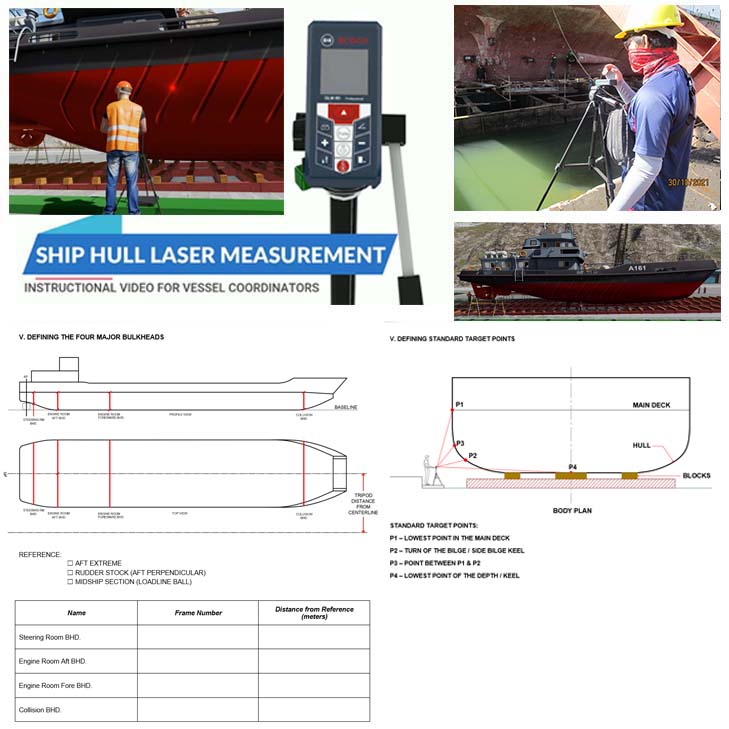 BOSCH
GLM 80
Professional
30/10/2021
A161
SHIP HULL LASER MEASUREMENT
INSTRUCTIONAL VIDEO FOR VESSEL COORDINATORS
V. DEFINING THE FOUR MAJOR BULKHEADS
AP
BASELINE
STEERING RM BHD.
ENGINE ROOM AFT BHD.
ENGINE ROOM FOREWARD BHD.
PROFILE VIEW
COLLISION BHD.
TRIPOD DISTANCE FROM CENTERLINE
STEERING RM BHD.
ENGINE ROOM AFT BHD.
ENGINE ROOM FOREWARD BHD.
TOP VIEW
COLLISION BHD.
REFERENCE:
☐ AFT EXTREME
☐ RUDDER STOCK (AFT PERPENDICULAR)
☐ MIDSHIP SECTION (LOADLINE BALL)
Name Frame Number Distance from Reference (meters)
Steering Room BHD.
Engine Room Aft BHD.
Engine Room Fore BHD.
Collision BHD.
V. DEFINING STANDARD TARGET POINTS
P1
MAIN DECK
P3
HULL
P2
P4
BLOCKS
BODY PLAN
STANDARD TARGET POINTS:
P1 – LOWEST POINT IN THE MAIN DECK
P2 – TURN OF THE BILGE / SIDE BILGE KEEL
P3 – POINT BETWEEN P1 & P2
P4 – LOWEST POINT OF THE DEPTH / KEEL